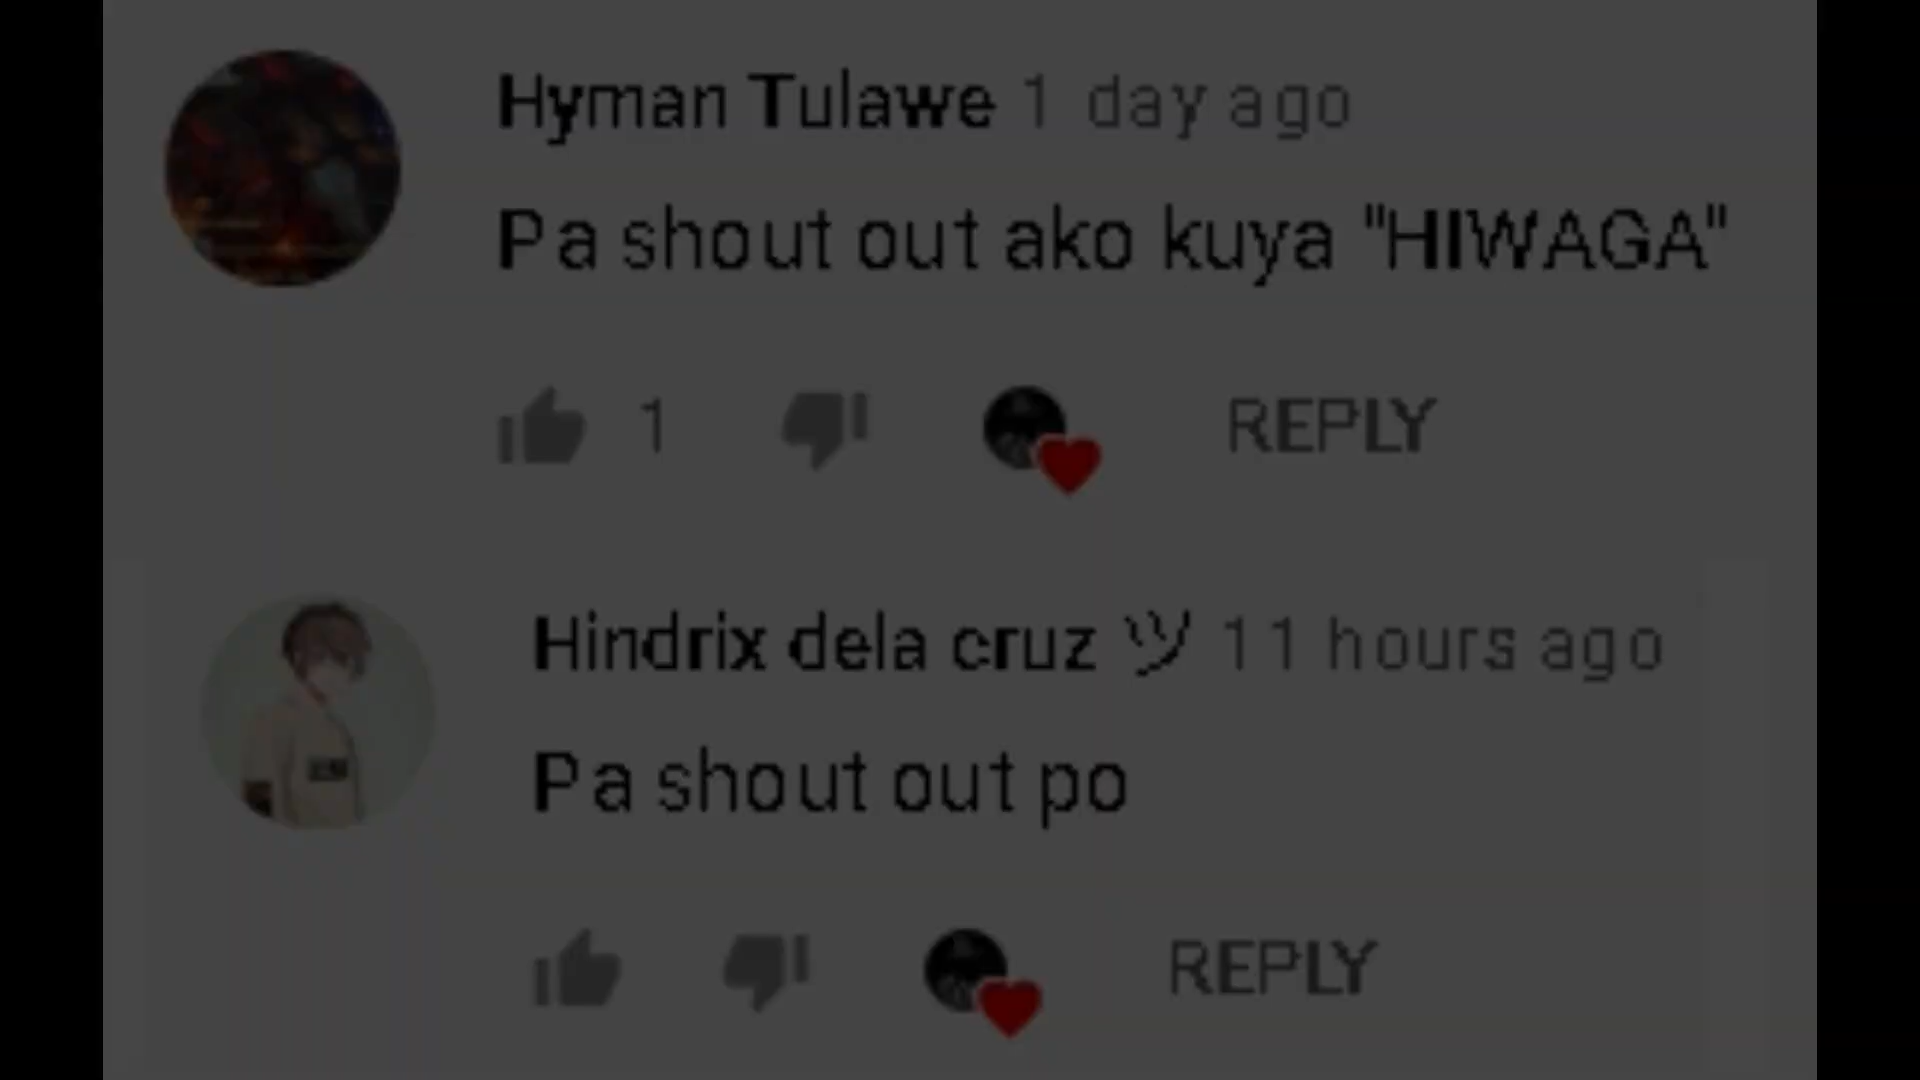 Hyman Tulawe 1 day ago
Pa shout out ako kuya "HIWAGA"
1 REPLY
Hindrix dela cruz ツ 11 hours ago
Pa shout out po
REPLY